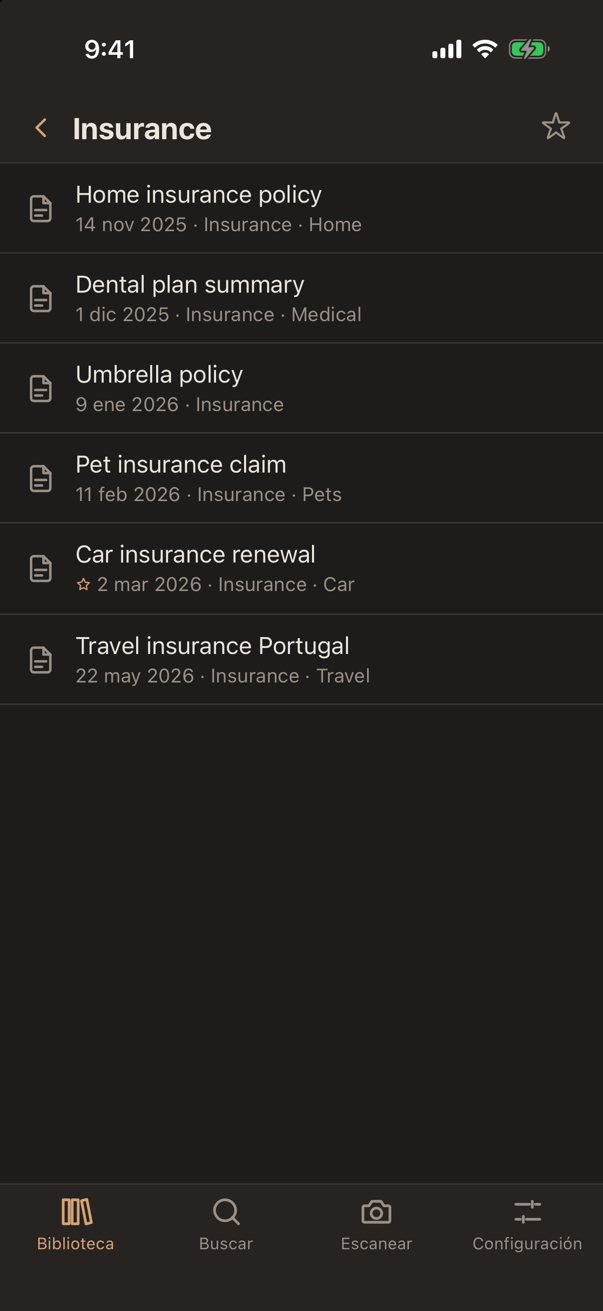 9:41
Insurance
Home insurance policy
14 nov 2025 · Insurance · Home
Dental plan summary
1 dic 2025 · Insurance · Medical
Umbrella policy
9 ene 2026 · Insurance
Pet insurance claim
11 feb 2026 · Insurance · Pets
Car insurance renewal
2 mar 2026 · Insurance · Car
Travel insurance Portugal
22 may 2026 · Insurance · Travel
Biblioteca
Buscar
Escanear
Configuración